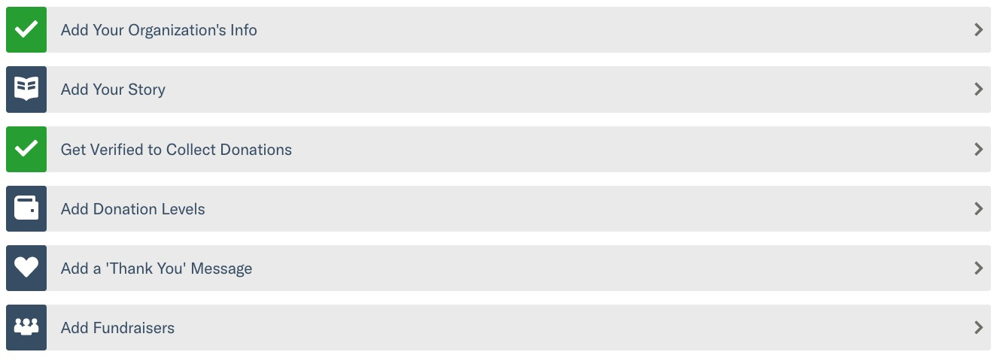 Add Your Organization's Info
Add Your Story
Get Verified to Collect Donations
Add Donation Levels
Add a 'Thank You' Message
Add Fundraisers